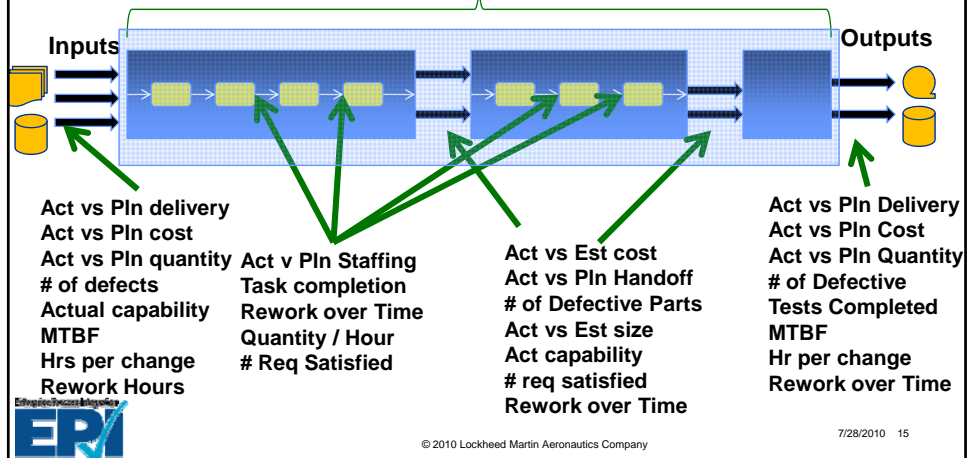 Inputs
Outputs
Act vs Pln delivery
Act vs Pln cost
Act vs Pln quantity
# of defects
Actual capability
MTBF
Hrs per change
Rework Hours
Act v Pln Staffing
Task completion
Rework over Time
Quantity / Hour
# Req Satisfied
Act vs Est cost
Act vs Pln Handoff
# of Defective Parts
Act vs Est size
Act capability
# req satisfied
Rework over Time
Act vs Pln Delivery
Act vs Pln Cost
Act vs Pln Quantity
# of Defective
Tests Completed
MTBF
Hr per change
Rework over Time
Enterprise Process Integration
EPI
© 2010 Lockheed Martin Aeronautics Company
7/28/2010 15